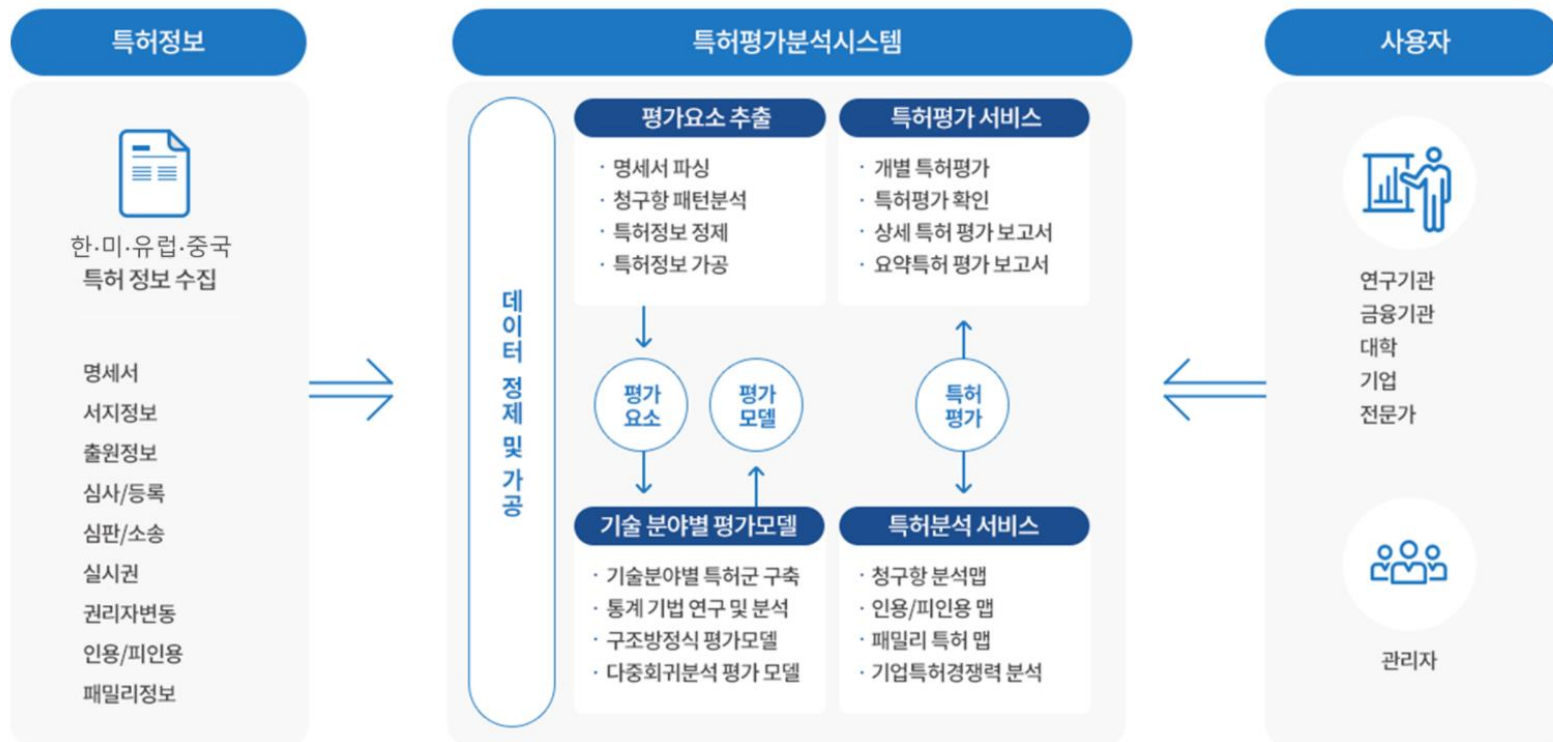 특허정보
한·미·유럽·중국
특허 정보 수집
명세서
서지정보
출원정보
심사/등록
심판/소송
실시권
권리자변동
인용/피인용
패밀리정보
특허평가분석시스템
데이터 정제 및 가공
평가요소 추출
· 명세서 파싱
· 청구항 패턴분석
· 특허정보 정제
· 특허정보 가공
평가
요소
평가
모델
기술 분야별 평가모델
· 기술분야별 특허군 구축
· 통계 기법 연구 및 분석
· 구조방정식 평가모델
· 다중회귀분석 평가 모델
특허평가 서비스
· 개별 특허평가
· 특허평가 확인
· 상세 특허 평가 보고서
· 요약특허 평가 보고서
특허
평가
특허분석 서비스
· 청구항 분석맵
· 인용/피인용 맵
· 패밀리 특허 맵
· 기업특허경쟁력 분석
사용자
연구기관
금융기관
대학
기업
전문가
관리자